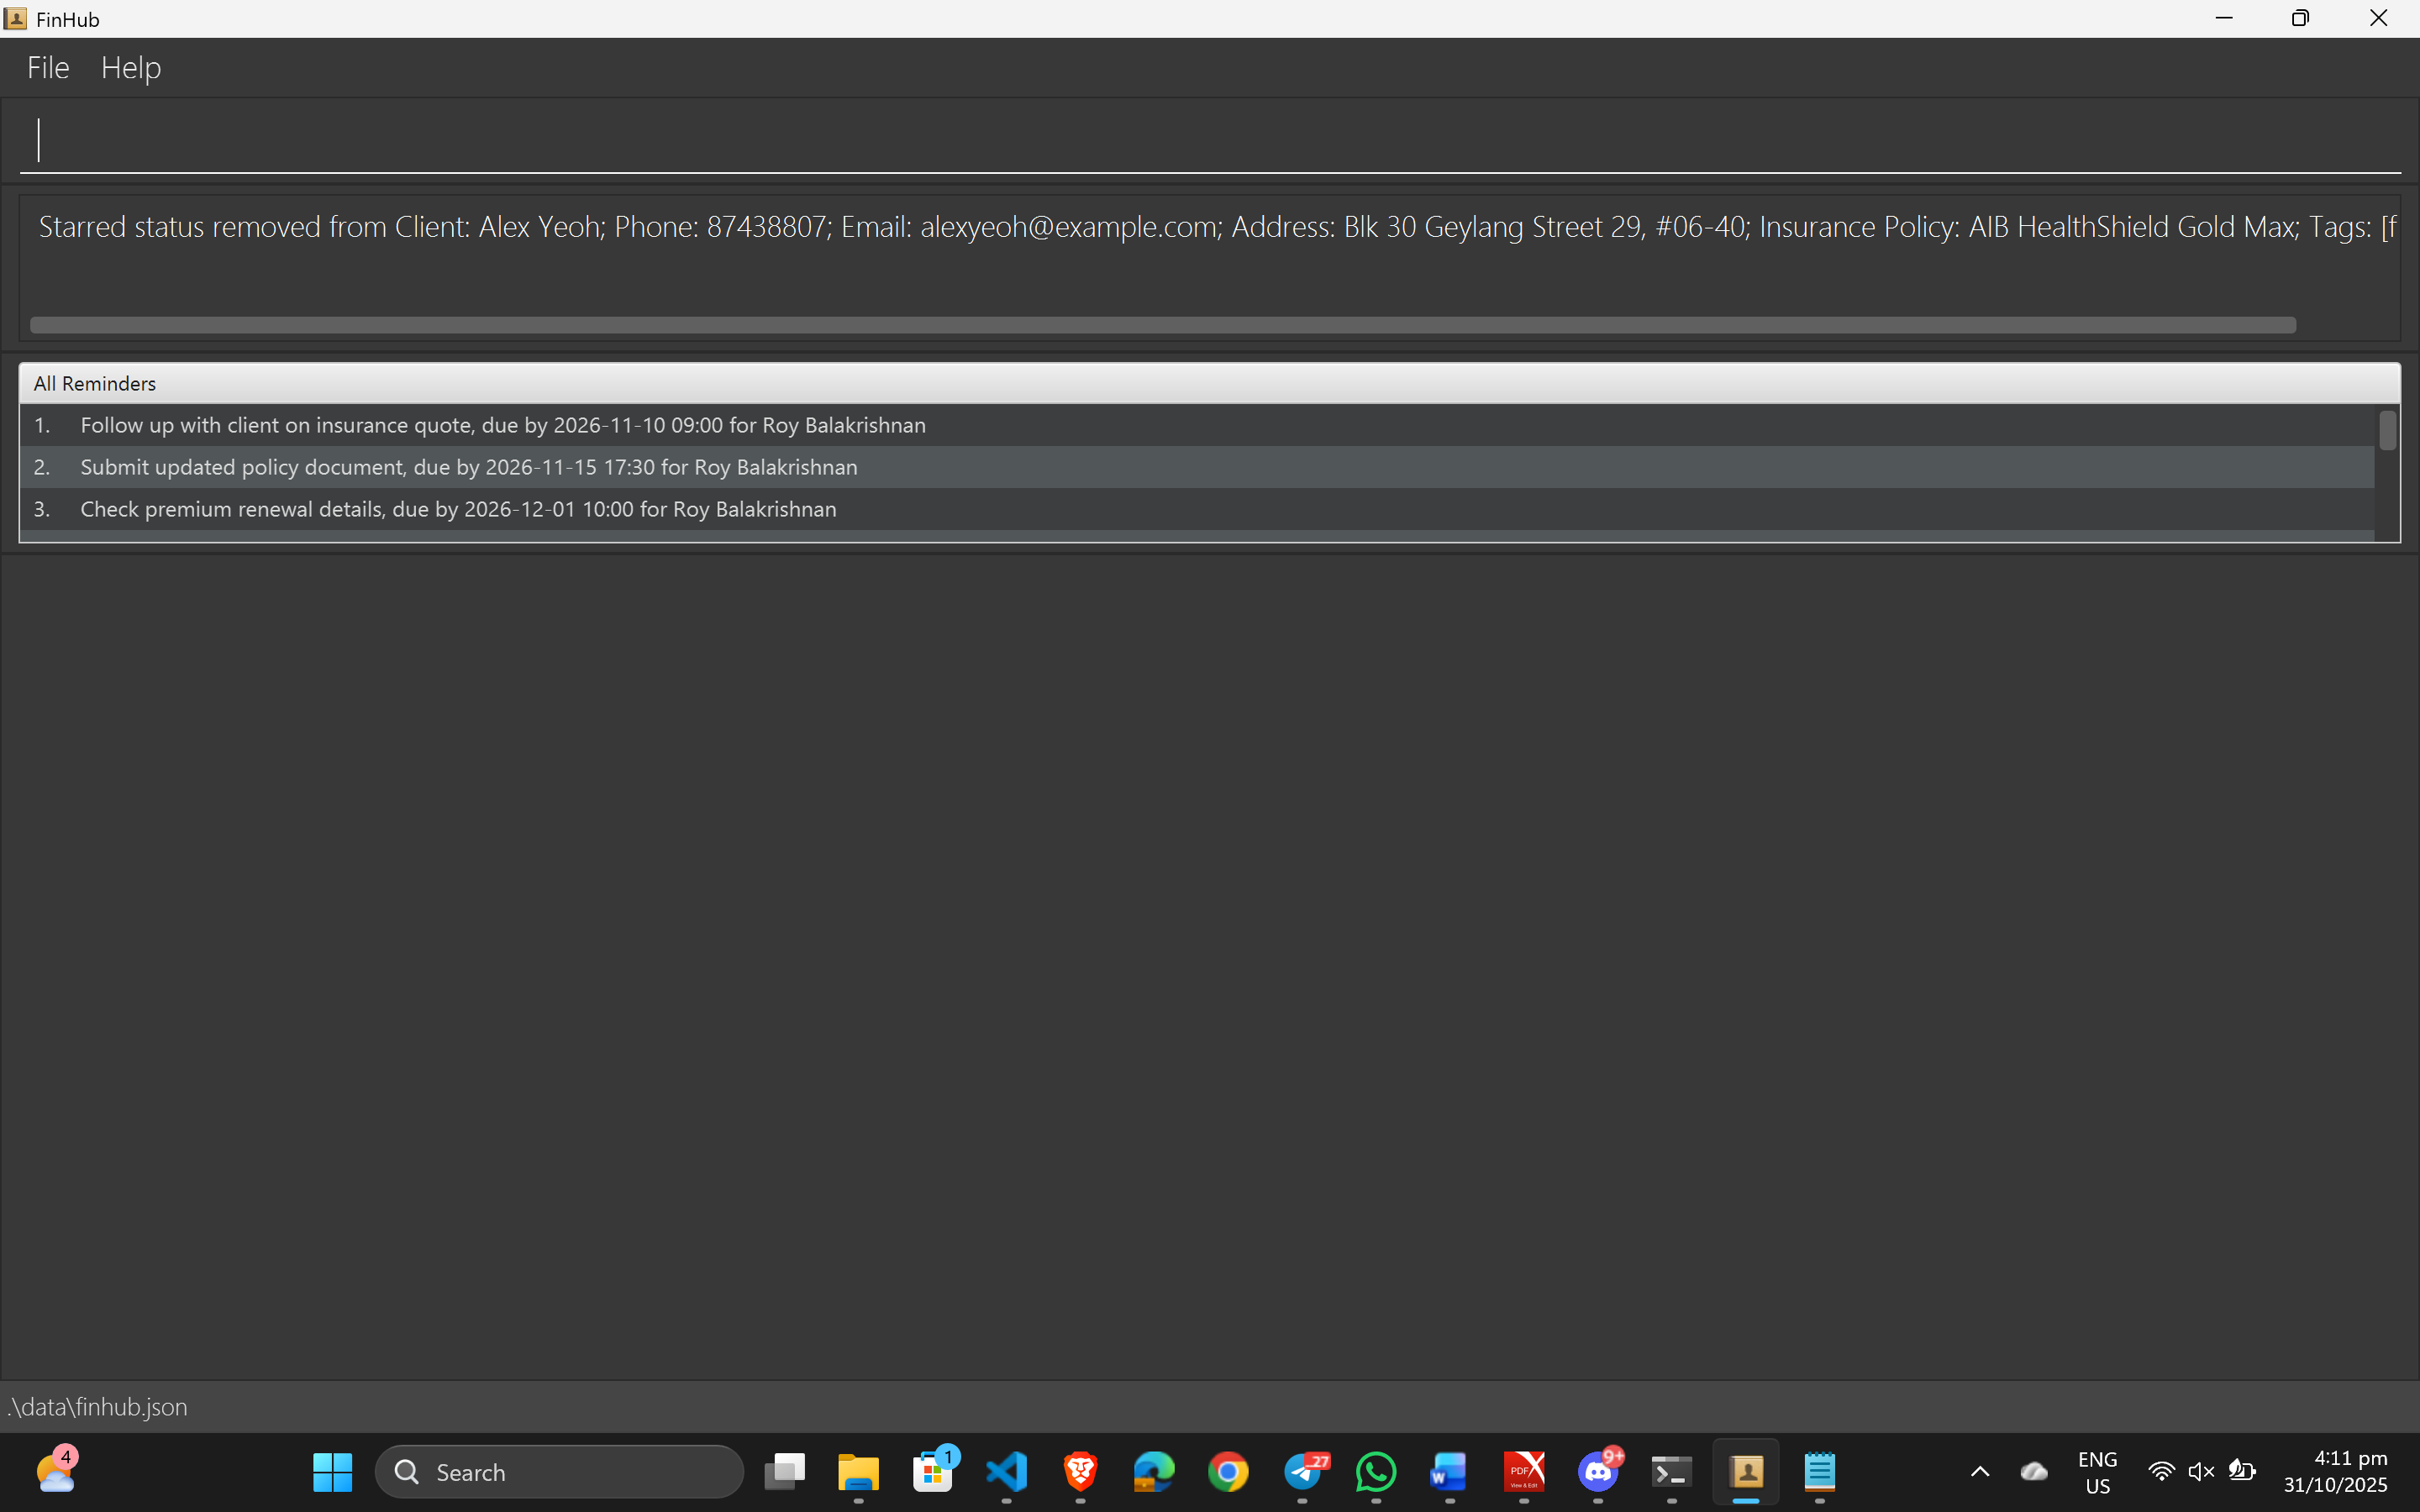 FinHub
File Help
Starred status removed from Client: Alex Yeoh; Phone: 87438807; Email: alexyeoh@example.com; Address: Blk 30 Geylang Street 29, #06-40; Insurance Policy: AIB HealthShield Gold Max; Tags: [f
All Reminders
1. Follow up with client on insurance quote, due by 2026-11-10 09:00 for Roy Balakrishnan
2. Submit updated policy document, due by 2026-11-15 17:30 for Roy Balakrishnan
3. Check premium renewal details, due by 2026-12-01 10:00 for Roy Balakrishnan
.\data\finhub.json
4
Search
1
27
W
PDF
View & Edit
9+
ENG
US
4:11 pm
31/10/2025